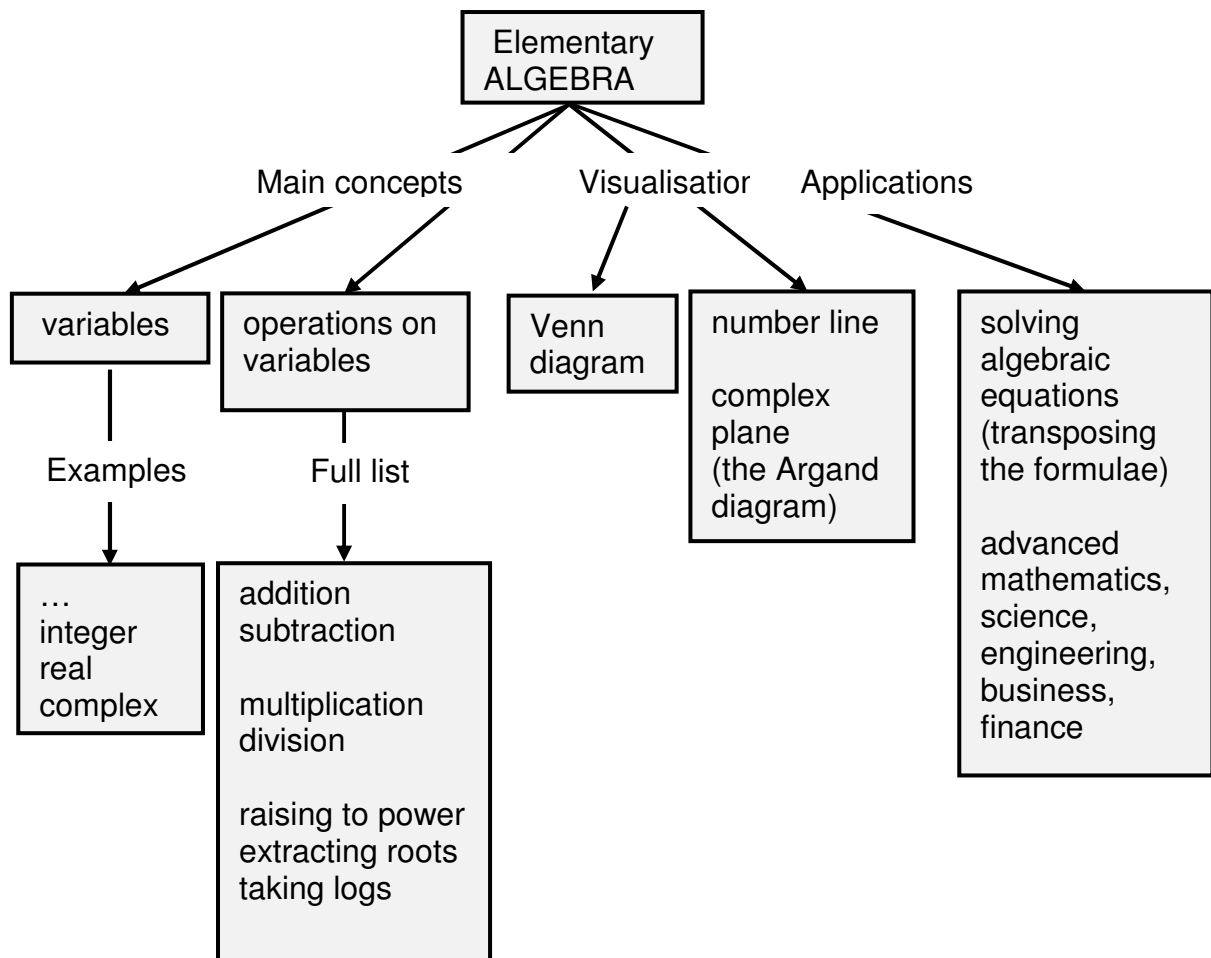 Elementary
ALGEBRA
Main concepts
Visualisation
Applications
variables
operations on
variables
Venn
diagram
number line
complex
plane
(the Argand
diagram)
solving
algebraic
equations
(transposing
the formulae)
advanced
mathematics,
science,
engineering,
business,
finance
Examples
Full list
…
integer
real
complex
addition
subtraction
multiplication
division
raising to power
extracting roots
taking logs